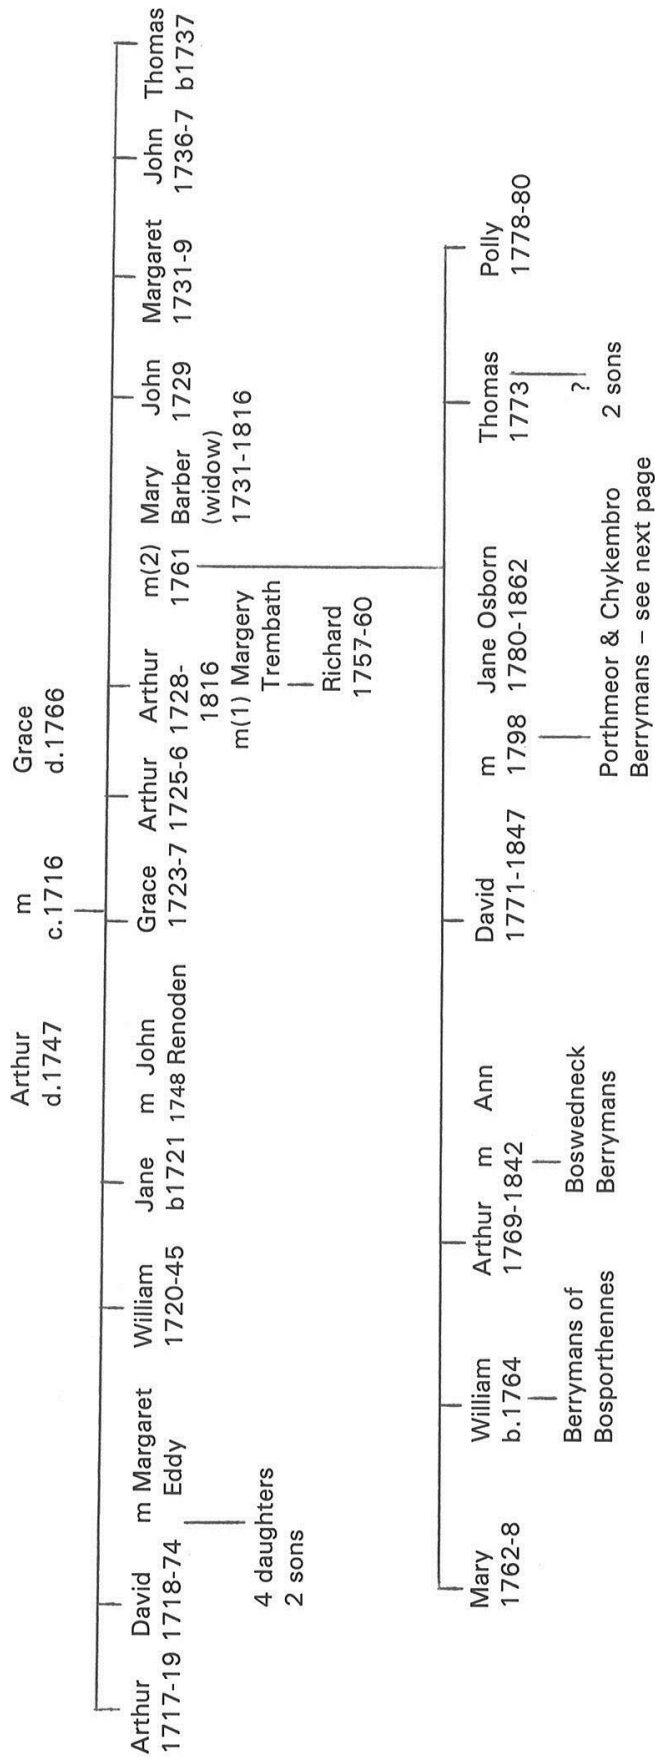 Arthur m Grace
d.1747 c.1716 d.1766
Arthur David m Margaret William Jane m John Grace Arthur Arthur m(2) Mary John Margaret John Thomas
1717-19 1718-74 Eddy 1720-45 b1721 1748 Renoden 1723-7 1725-6 1728- 1761 Barber 1729 1731-9 1736-7 b1737
1816 (widow)
m(1) Margery 1731-1816
4 daughters Trembath
2 sons
Richard
1757-60
Mary William Arthur m Ann David m Jane Osborn Thomas Polly
1762-8 b.1764 1769-1842 1771-1847 1798 1780-1862 1773 1778-80
Berrymans of Boswedneck ?
Bosporthennes Berrymans Porthmeor & Chykembro 2 sons
Berrymans – see next page